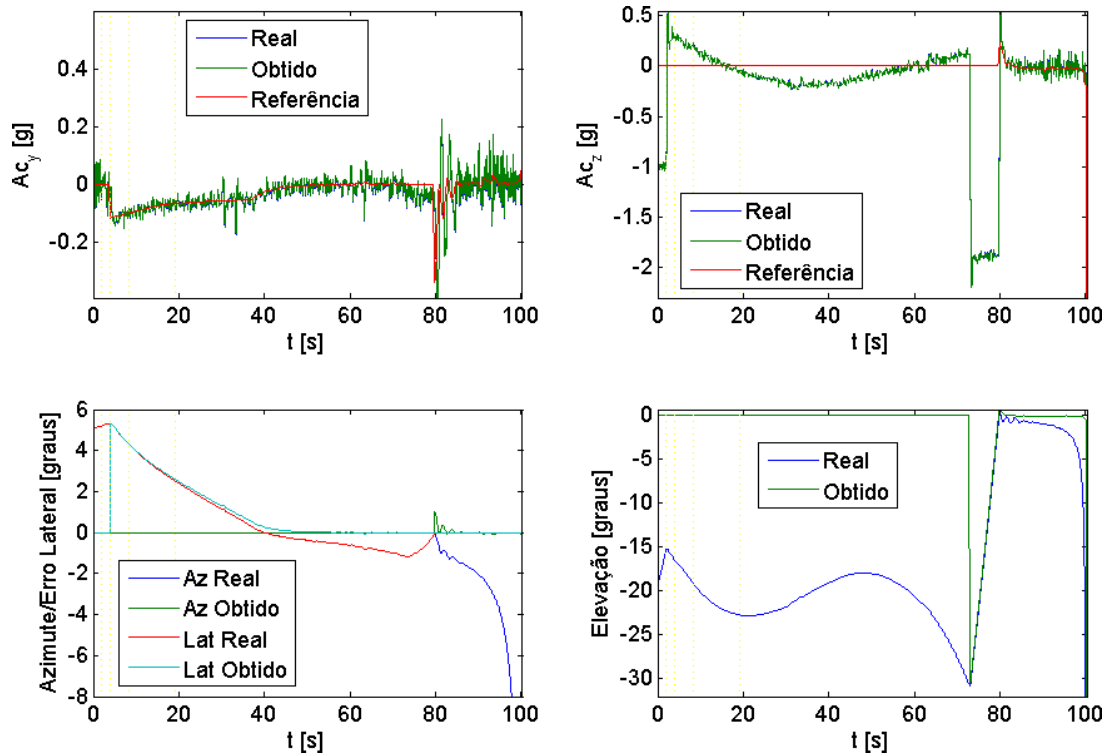 Ac_y [g]
0.4
0.2
0
-0.2
0 20 40 60 80 100
t [s]
Real
Obtido
Referência
Ac_z [g]
0.5
0
-0.5
-1
-1.5
-2
0 20 40 60 80 100
t [s]
Real
Obtido
Referência
Azimute/Erro Lateral [graus]
6
4
2
0
-2
-4
-6
-8
0 20 40 60 80 100
t [s]
Az Real
Az Obtido
Lat Real
Lat Obtido
Elevação [graus]
0
-5
-10
-15
-20
-25
-30
0 20 40 60 80 100
t [s]
Real
Obtido